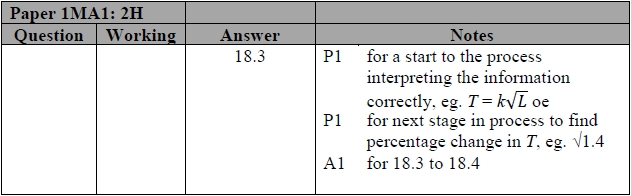 Paper 1MA1: 2H
Question Working Answer Notes
18.3 P1 for a start to the process
interpreting the information
correctly, eg. T = k√L oe
P1 for next stage in process to find
percentage change in T, eg. √1.4
A1 for 18.3 to 18.4